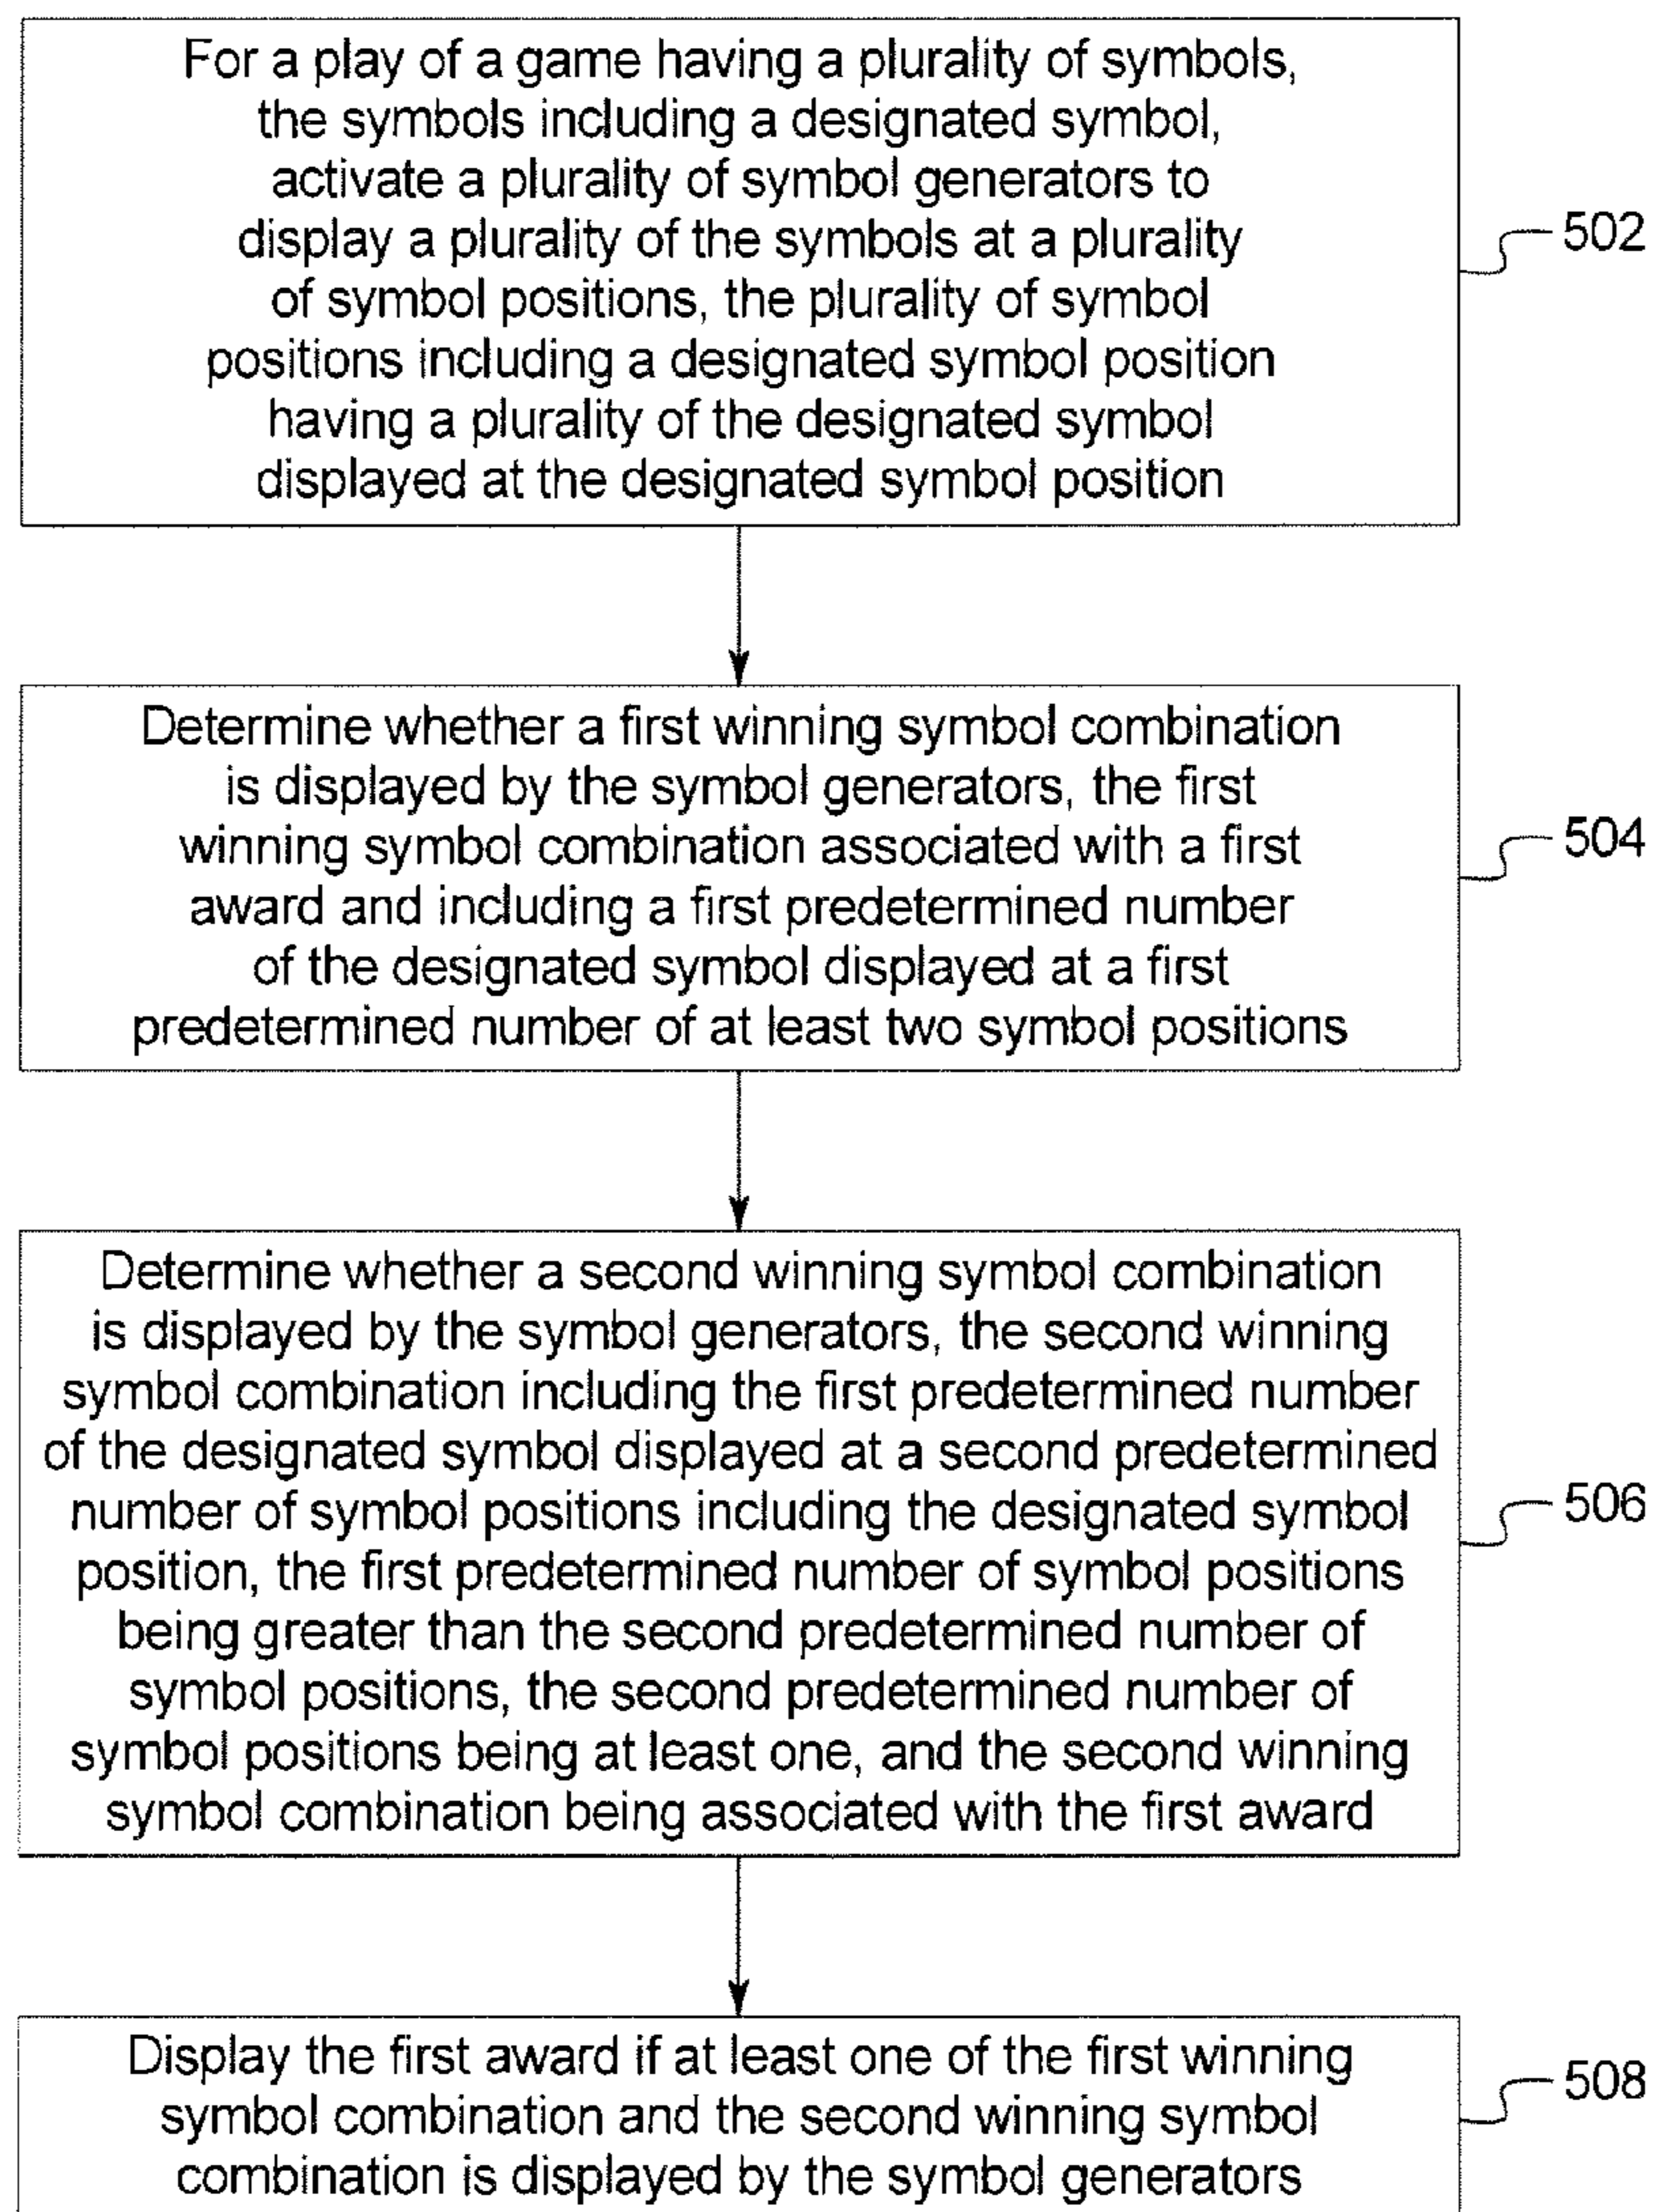 For a play of a game having a plurality of symbols,
the symbols including a designated symbol,
activate a plurality of symbol generators to
display a plurality of the symbols at a plurality
of symbol positions, the plurality of symbol
positions including a designated symbol position
having a plurality of the designated symbol
displayed at the designated symbol position
502
Determine whether a first winning symbol combination
is displayed by the symbol generators, the first
winning symbol combination associated with a first
award and including a first predetermined number
of the designated symbol displayed at a first
predetermined number of at least two symbol positions
504
Determine whether a second winning symbol combination
is displayed by the symbol generators, the second winning
symbol combination including the first predetermined number
of the designated symbol displayed at a second predetermined
number of symbol positions including the designated symbol
position, the first predetermined number of symbol positions
being greater than the second predetermined number of
symbol positions, the second predetermined number of
symbol positions being at least one, and the second winning
symbol combination being associated with the first award
506
Display the first award if at least one of the first winning
symbol combination and the second winning symbol
combination is displayed by the symbol generators
508